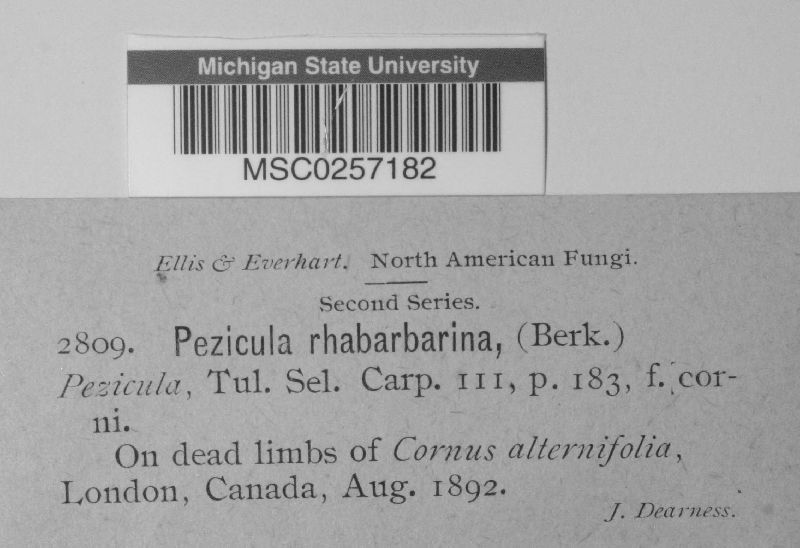 Michigan State University
MSC0257182
Ellis & Everhart. North American Fungi.
Second Series.
2809. Pezicula rhabarbarina, (Berk.)
Pezicula, Tul. Sel. Carp. III, p. 183, f. cor-
ni.
On dead limbs of Cornus alternifolia,
London, Canada, Aug. 1892.
J. Dearness.